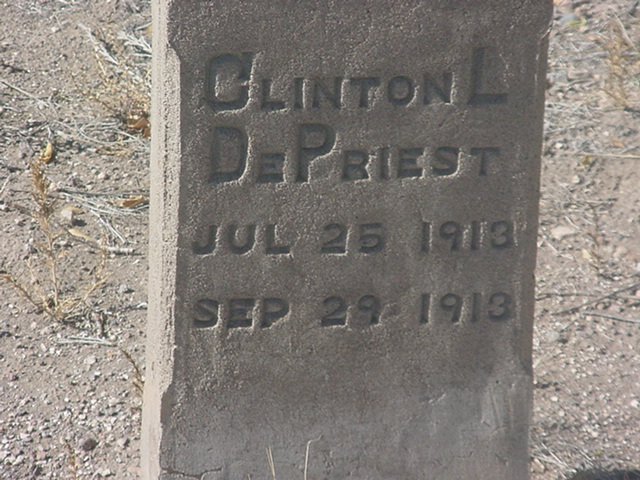 Clinton L
DePriest
JUL 25 1913
SEP 29 1913